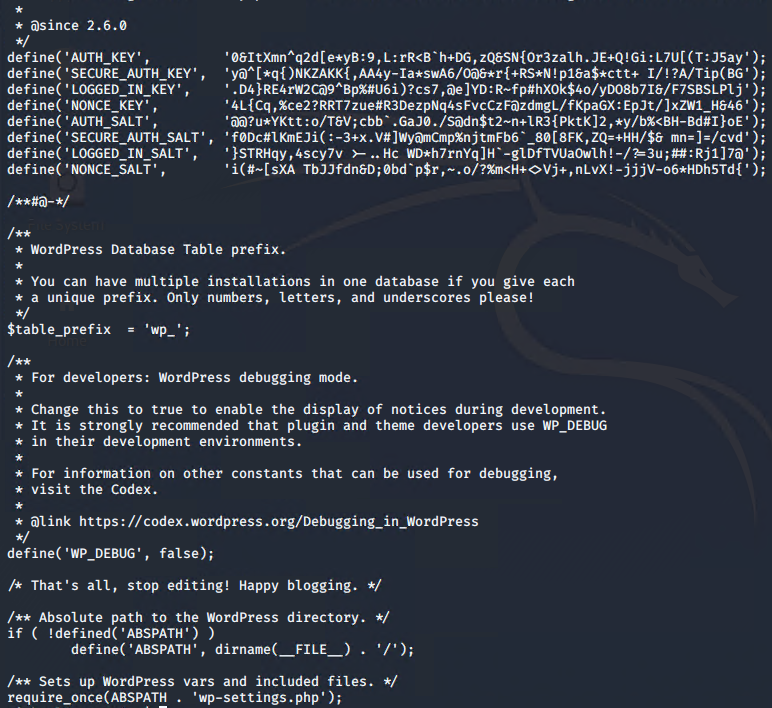 *
* @since 2.6.0
*/
define('AUTH_KEY',         '0&ItXmn^q2d[e*yB:9,L:rR<B`h+DG,zQ&SN{Or3zalh.JE+Q!Gi:L7U[(T:J5ay');
define('SECURE_AUTH_KEY',  'y@^[*q{)NKZAKK{,AA4y-Ia*swA6/O@&*r{+RS*N!p1&a$*ctt+ I/!?A/Tip(BG');
define('LOGGED_IN_KEY',    '.D4}RE4rW2C@9^Bp%#U6i)?cs7,@e]YD:R~fp#hXOk$4o/yDO8b7I&/F7SBSLPlj');
define('NONCE_KEY',        '4L{Cq,%ce2?RRT7zue#R3DezpNq4sFvcCzF@zdmgL/fKpaGX:EpJt/]xZW1_H&46');
define('AUTH_SALT',        '@@?u*YKtt:o/T&V;cbb`.GaJ0./S@dn$t2~n+lR3{PktK]2,*y/b%<BH-Bd#I}oE');
define('SECURE_AUTH_SALT', 'f0Dc#lKmEJi(:-3+x.V#]Wy@mCmp%njtmFb6`_80[8FK,ZQ=+HH/$& mn=]=/cvd');
define('LOGGED_IN_SALT',   '}STRHqy,4scy7v >-..Hc WD*h7rnYq]H`-glDfTVUaOwlh!-/?=3u;##:Rj1]7@');
define('NONCE_SALT',       'i(#~[sXA TbJJfdn&D;0bd`p$r,~.o/?%m<H+<>Vj+,nLvX!-jjjV-o6*HDh5Td{');
/**#@-*/
/**
* WordPress Database Table prefix.
*
* You can have multiple installations in one database if you give each
* a unique prefix. Only numbers, letters, and underscores please!
*/
$table_prefix  = 'wp_';
/**
* For developers: WordPress debugging mode.
*
* Change this to true to enable the display of notices during development.
* It is strongly recommended that plugin and theme developers use WP_DEBUG
* in their development environments.
*
* For information on other constants that can be used for debugging,
* visit the Codex.
*
* @link https://codex.wordpress.org/Debugging_in_WordPress
*/
define('WP_DEBUG', false);
/* That's all, stop editing! Happy blogging. */
/** Absolute path to the WordPress directory. */
if ( !defined('ABSPATH') )
define('ABSPATH', dirname(__FILE__) . '/');
/** Sets up WordPress vars and included files. */
require_once(ABSPATH . 'wp-settings.php');